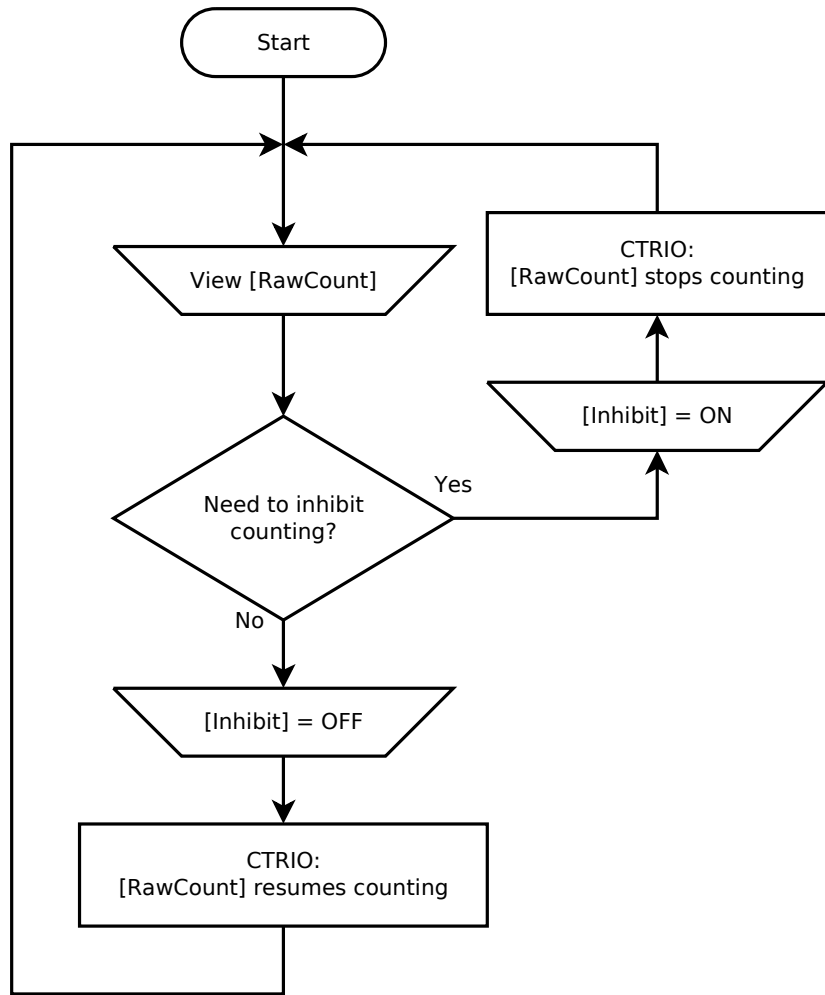 Start
View [RawCount]
CTRIO:
[RawCount] stops counting
[Inhibit] = ON
Need to inhibit
counting?
Yes
No
[Inhibit] = OFF
CTRIO:
[RawCount] resumes counting